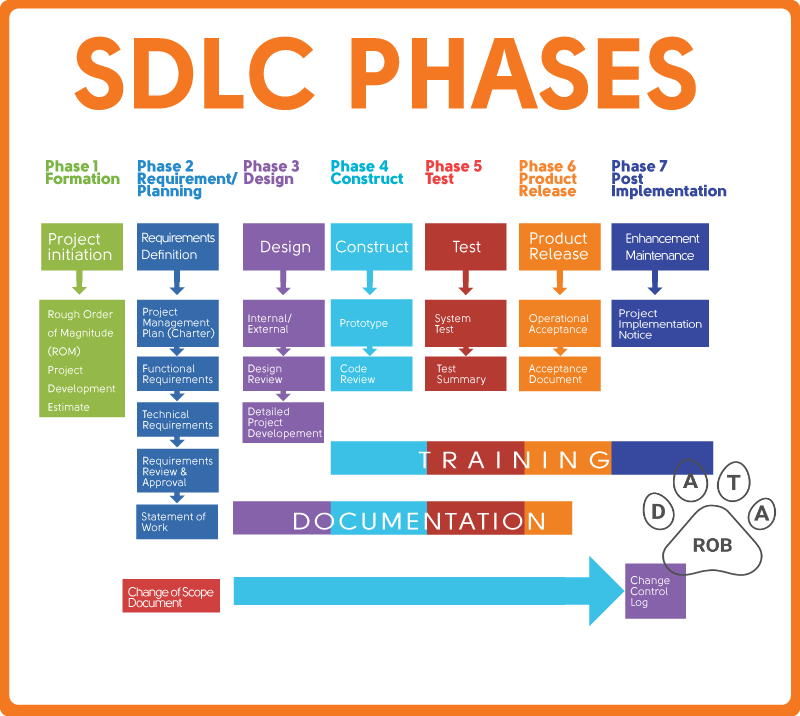 SDLC PHASES
Phase 1
Formation
Phase 2
Requirement/
Planning
Phase 3
Design
Phase 4
Construct
Phase 5
Test
Phase 6
Product
Release
Phase 7
Post
Implementation
Project
initiation
Requirements
Definition
Design
Construct
Test
Product
Release
Enhancement
Maintenance
Rough Order
of Magnitude
(ROM)
Project
Development
Estimate
Project
Management
Plan (Charter)
Functional
Requirements
Technical
Requirements
Requirements
Review &
Approval
Statement of
Work
Internal/
External
Design
Review
Detailed
Project
Developement
Prototype
Code
Review
System
Test
Test
Summary
Operational
Acceptance
Acceptance
Document
Project
Implementation
Notice
TRAINING
DOCUMENTATION
DATA
ROB
Change of Scope
Document
Change
Control
Log